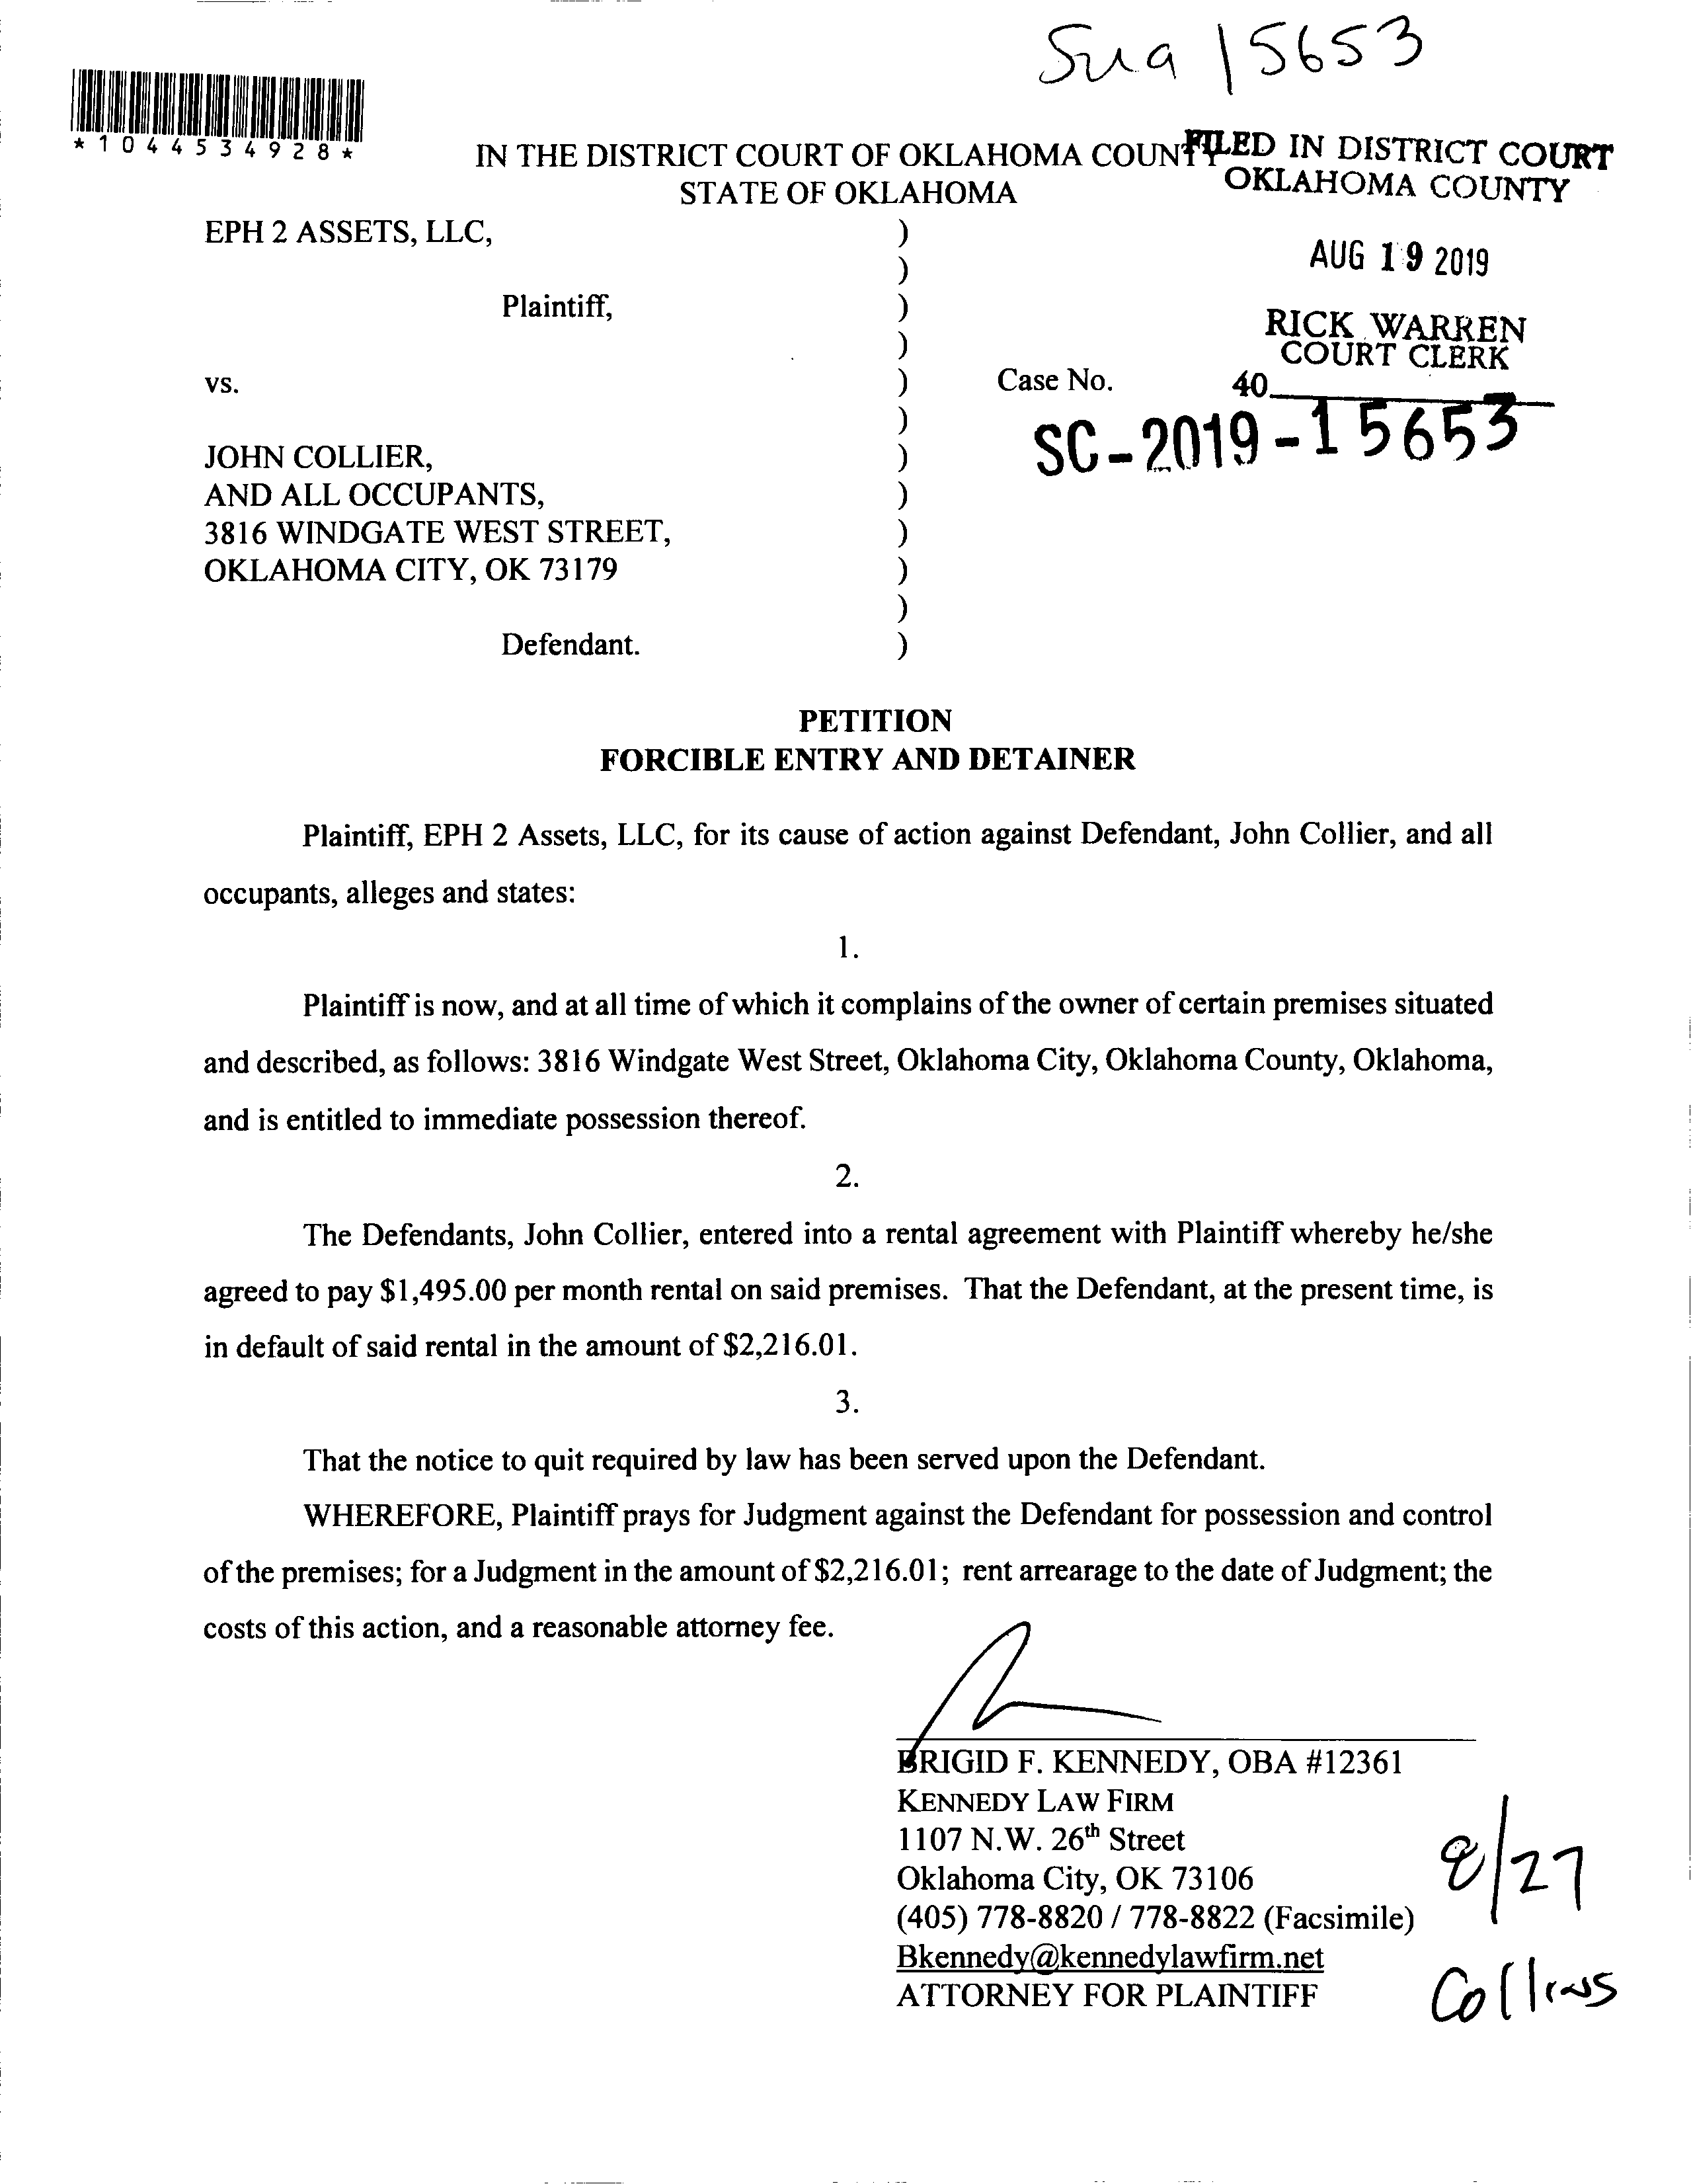 Sua 15653
*1044534928*
IN THE DISTRICT COURT OF OKLAHOMA COUNTY
STATE OF OKLAHOMA
FILED IN DISTRICT COURT
OKLAHOMA COUNTY
AUG 19 2019
RICK WARREN
COURT CLERK
40
EPH 2 ASSETS, LLC, )
)
Plaintiff, )
)
vs. ) Case No.
SC-2019-15653
)
JOHN COLLIER, )
AND ALL OCCUPANTS, )
3816 WINDGATE WEST STREET, )
OKLAHOMA CITY, OK 73179 )
)
Defendant. )
PETITION
FORCIBLE ENTRY AND DETAINER
Plaintiff, EPH 2 Assets, LLC, for its cause of action against Defendant, John Collier, and all
occupants, alleges and states:
1.
Plaintiff is now, and at all time of which it complains of the owner of certain premises situated
and described, as follows: 3816 Windgate West Street, Oklahoma City, Oklahoma County, Oklahoma,
and is entitled to immediate possession thereof.
2.
The Defendants, John Collier, entered into a rental agreement with Plaintiff whereby he/she
agreed to pay $1,495.00 per month rental on said premises. That the Defendant, at the present time, is
in default of said rental in the amount of $2,216.01.
3.
That the notice to quit required by law has been served upon the Defendant.
WHEREFORE, Plaintiff prays for Judgment against the Defendant for possession and control
of the premises; for a Judgment in the amount of $2,216.01; rent arrearage to the date of Judgment; the
costs of this action, and a reasonable attorney fee.
BRIGID F. KENNEDY, OBA #12361
KENNEDY LAW FIRM
1107 N.W. 26th Street
Oklahoma City, OK 73106
(405) 778-8820 / 778-8822 (Facsimile)
Bkennedy@kennedylawfirm.net
ATTORNEY FOR PLAINTIFF
8/27
Collins